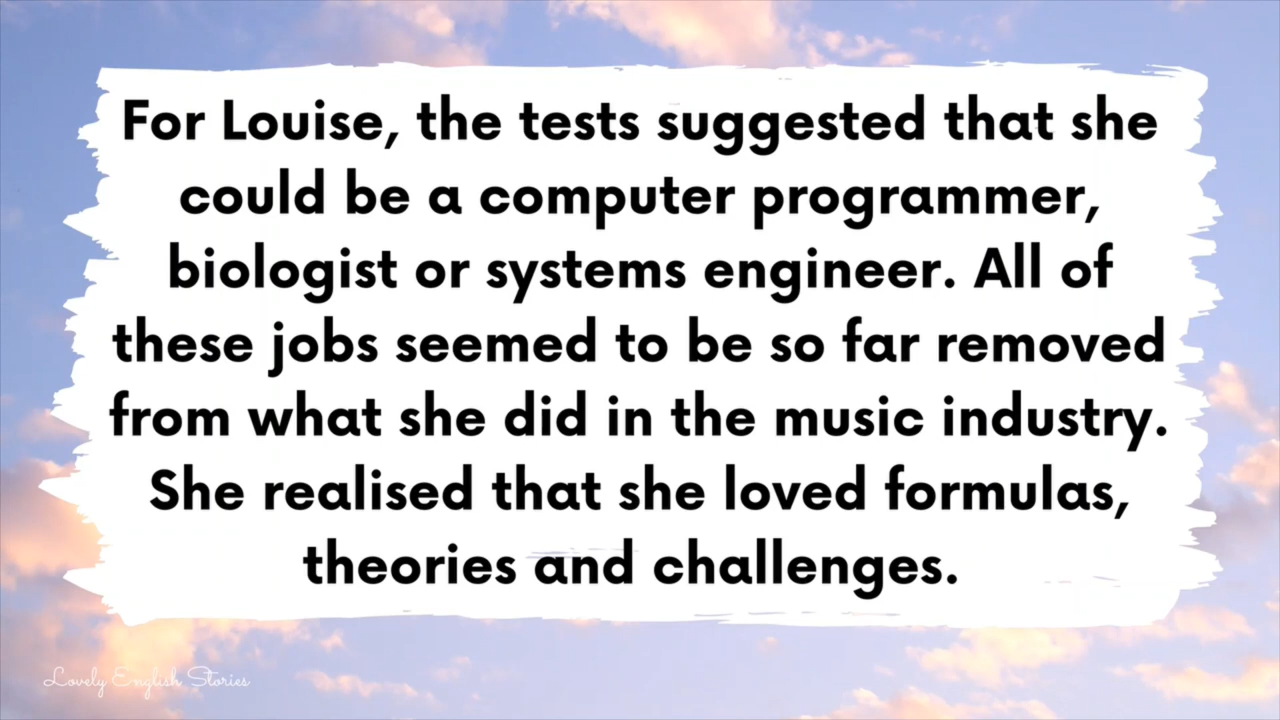 For Louise, the tests suggested that she
could be a computer programmer,
biologist or systems engineer. All of
these jobs seemed to be so far removed
from what she did in the music industry.
She realised that she loved formulas,
theories and challenges.
Lovely English Stories